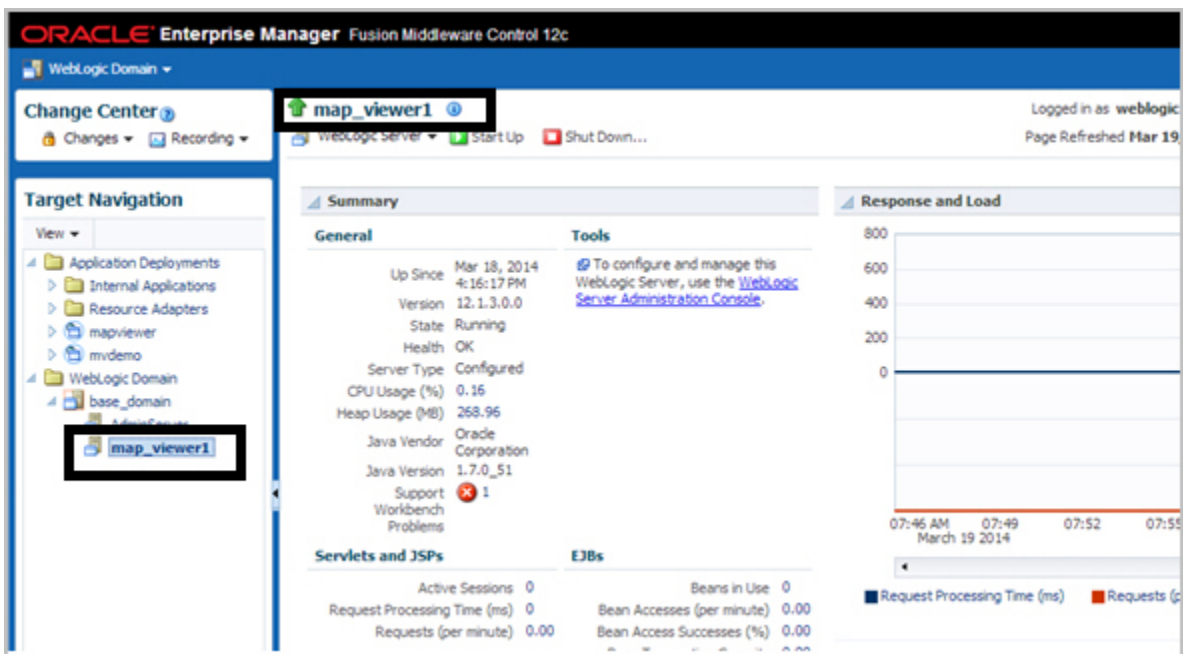 ORACLE Enterprise Manager Fusion Middleware Control 12c
WebLogic Domain
Change Center
Changes
Recording
map_viewer1
WebLogic Server
Start Up
Shut Down...
Logged in as weblogic
Page Refreshed Mar 19,
Target Navigation
View
Application Deployments
Internal Applications
Resource Adapters
mapviewer
mvdemo
WebLogic Domain
base_domain
AdminServer
map_viewer1
Summary
General
Up Since Mar 18, 2014
4:16:17 PM
Version 12.1.3.0.0
State Running
Health OK
Server Type Configured
CPU Usage (%) 0.16
Heap Usage (MB) 268.96
Java Vendor Oracle
Corporation
Java Version 1.7.0_51
Support 1
Workbench
Problems
Tools
To configure and manage this
WebLogic Server, use the WebLogic
Server Administration Console.
Servlets and JSPs
Active Sessions 0
Request Processing Time (ms) 0
Requests (per minute) 0.00
EJBs
Beans in Use 0
Bean Accesses (per minute) 0.00
Bean Access Successes (%) 0.00
Response and Load
800
600
400
200
0
07:46 AM 07:49 07:52 07:55
March 19 2014
Request Processing Time (ms) Requests (p